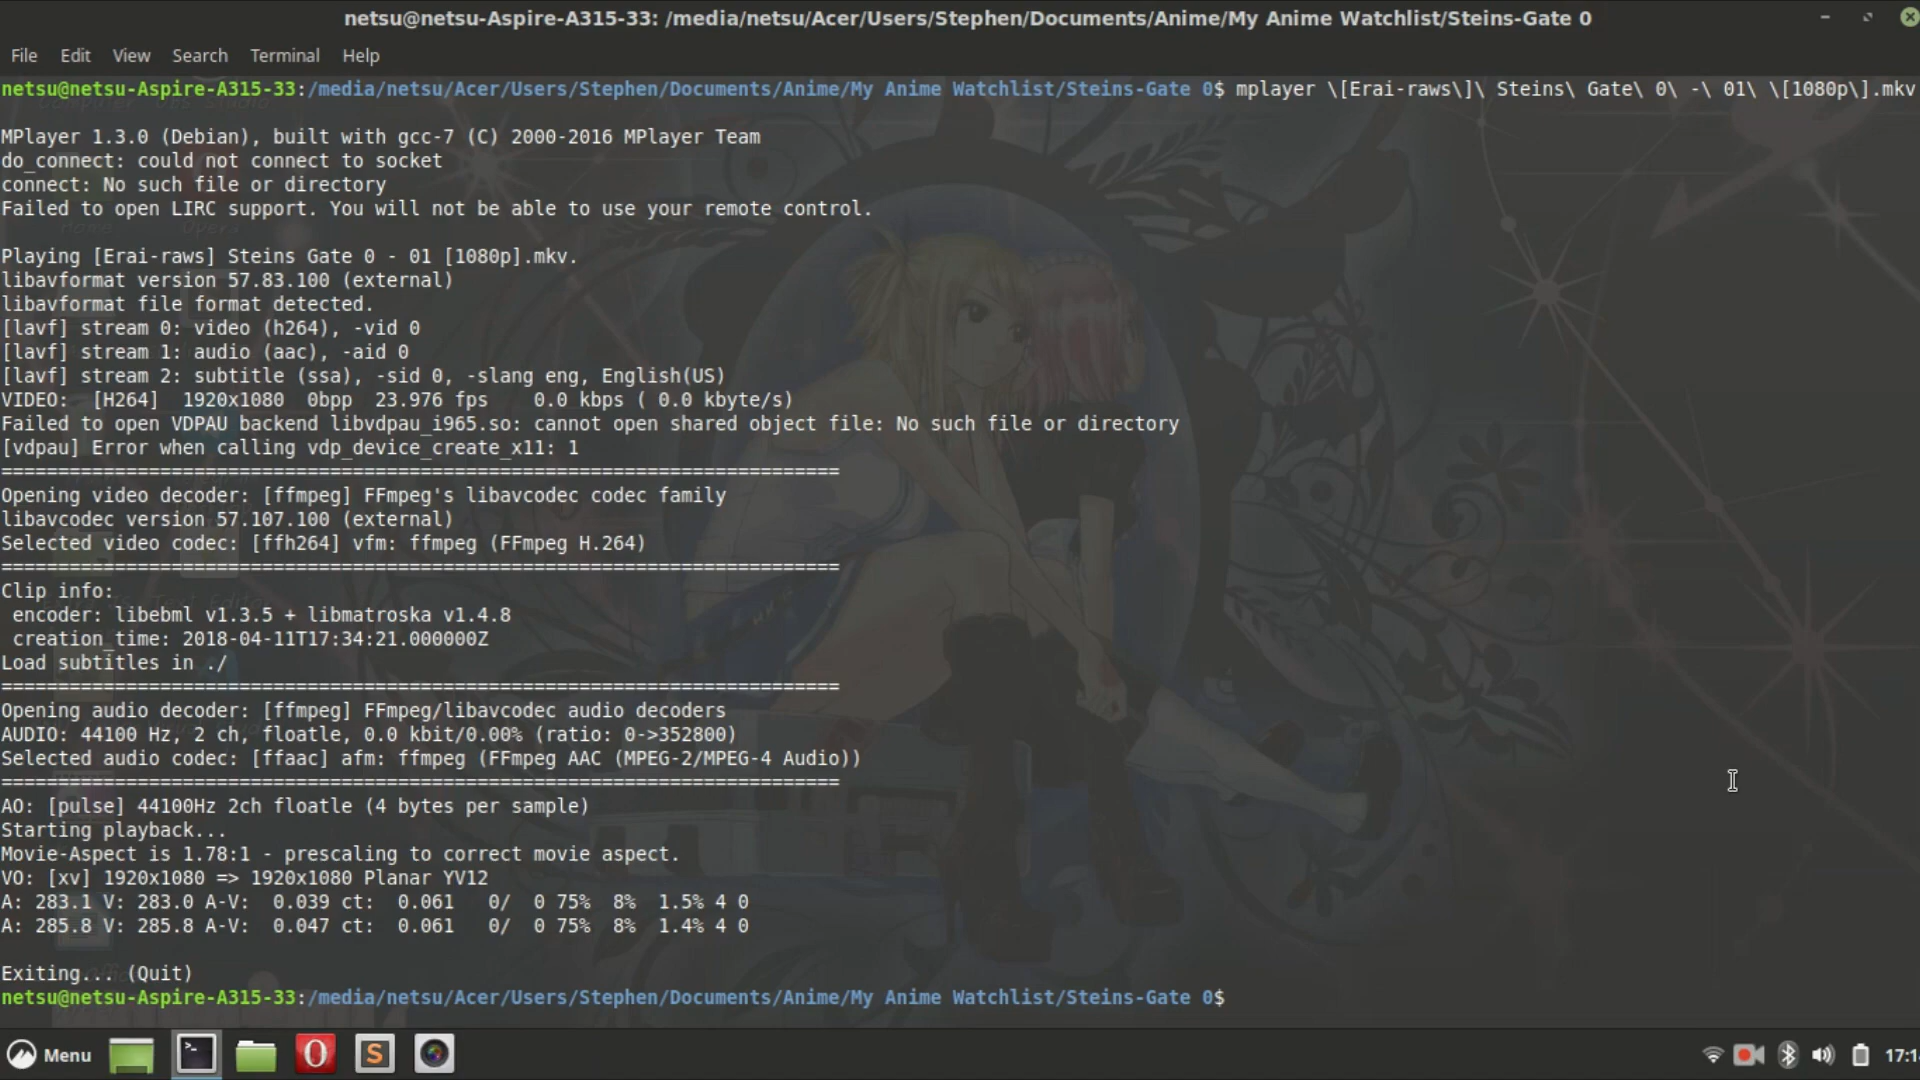 netsu@netsu-Aspire-A315-33: /media/netsu/Acer/Users/Stephen/Documents/Anime/My Anime Watchlist/Steins-Gate 0
File Edit View Search Terminal Help
netsu@netsu-Aspire-A315-33:/media/netsu/Acer/Users/Stephen/Documents/Anime/My Anime Watchlist/Steins-Gate 0$ mplayer \[Erai-raws\]\ Steins\ Gate\ 0\ -\ 01\ \[1080p\].mkv
MPlayer 1.3.0 (Debian), built with gcc-7 (C) 2000-2016 MPlayer Team
do_connect: could not connect to socket
connect: No such file or directory
Failed to open LIRC support. You will not be able to use your remote control.
Playing [Erai-raws] Steins Gate 0 - 01 [1080p].mkv.
libavformat version 57.83.100 (external)
libavformat file format detected.
[lavf] stream 0: video (h264), -vid 0
[lavf] stream 1: audio (aac), -aid 0
[lavf] stream 2: subtitle (ssa), -sid 0, -slang eng, English(US)
VIDEO:  [H264]  1920x1080  0bpp  23.976 fps    0.0 kbps ( 0.0 kbyte/s)
Failed to open VDPAU backend libvdpau_i965.so: cannot open shared object file: No such file or directory
[vdpau] Error when calling vdp_device_create_x11: 1
==========================================================================
Opening video decoder: [ffmpeg] FFmpeg's libavcodec codec family
libavcodec version 57.107.100 (external)
Selected video codec: [ffh264] vfm: ffmpeg (FFmpeg H.264)
==========================================================================
Clip info:
 encoder: libebml v1.3.5 + libmatroska v1.4.8
 creation_time: 2018-04-11T17:34:21.000000Z
Load subtitles in ./
==========================================================================
Opening audio decoder: [ffmpeg] FFmpeg/libavcodec audio decoders
AUDIO: 44100 Hz, 2 ch, floatle, 0.0 kbit/0.00% (ratio: 0->352800)
Selected audio codec: [ffaac] afm: ffmpeg (FFmpeg AAC (MPEG-2/MPEG-4 Audio))
==========================================================================
AO: [pulse] 44100Hz 2ch floatle (4 bytes per sample)
Starting playback...
Movie-Aspect is 1.78:1 - prescaling to correct movie aspect.
VO: [xv] 1920x1080 => 1920x1080 Planar YV12
A: 283.1 V: 283.0 A-V:  0.039 ct:  0.061   0/  0 75%  8%  1.5% 4 0
A: 285.8 V: 285.8 A-V:  0.047 ct:  0.061   0/  0 75%  8%  1.4% 4 0
Exiting... (Quit)
netsu@netsu-Aspire-A315-33:/media/netsu/Acer/Users/Stephen/Documents/Anime/My Anime Watchlist/Steins-Gate 0$
Menu